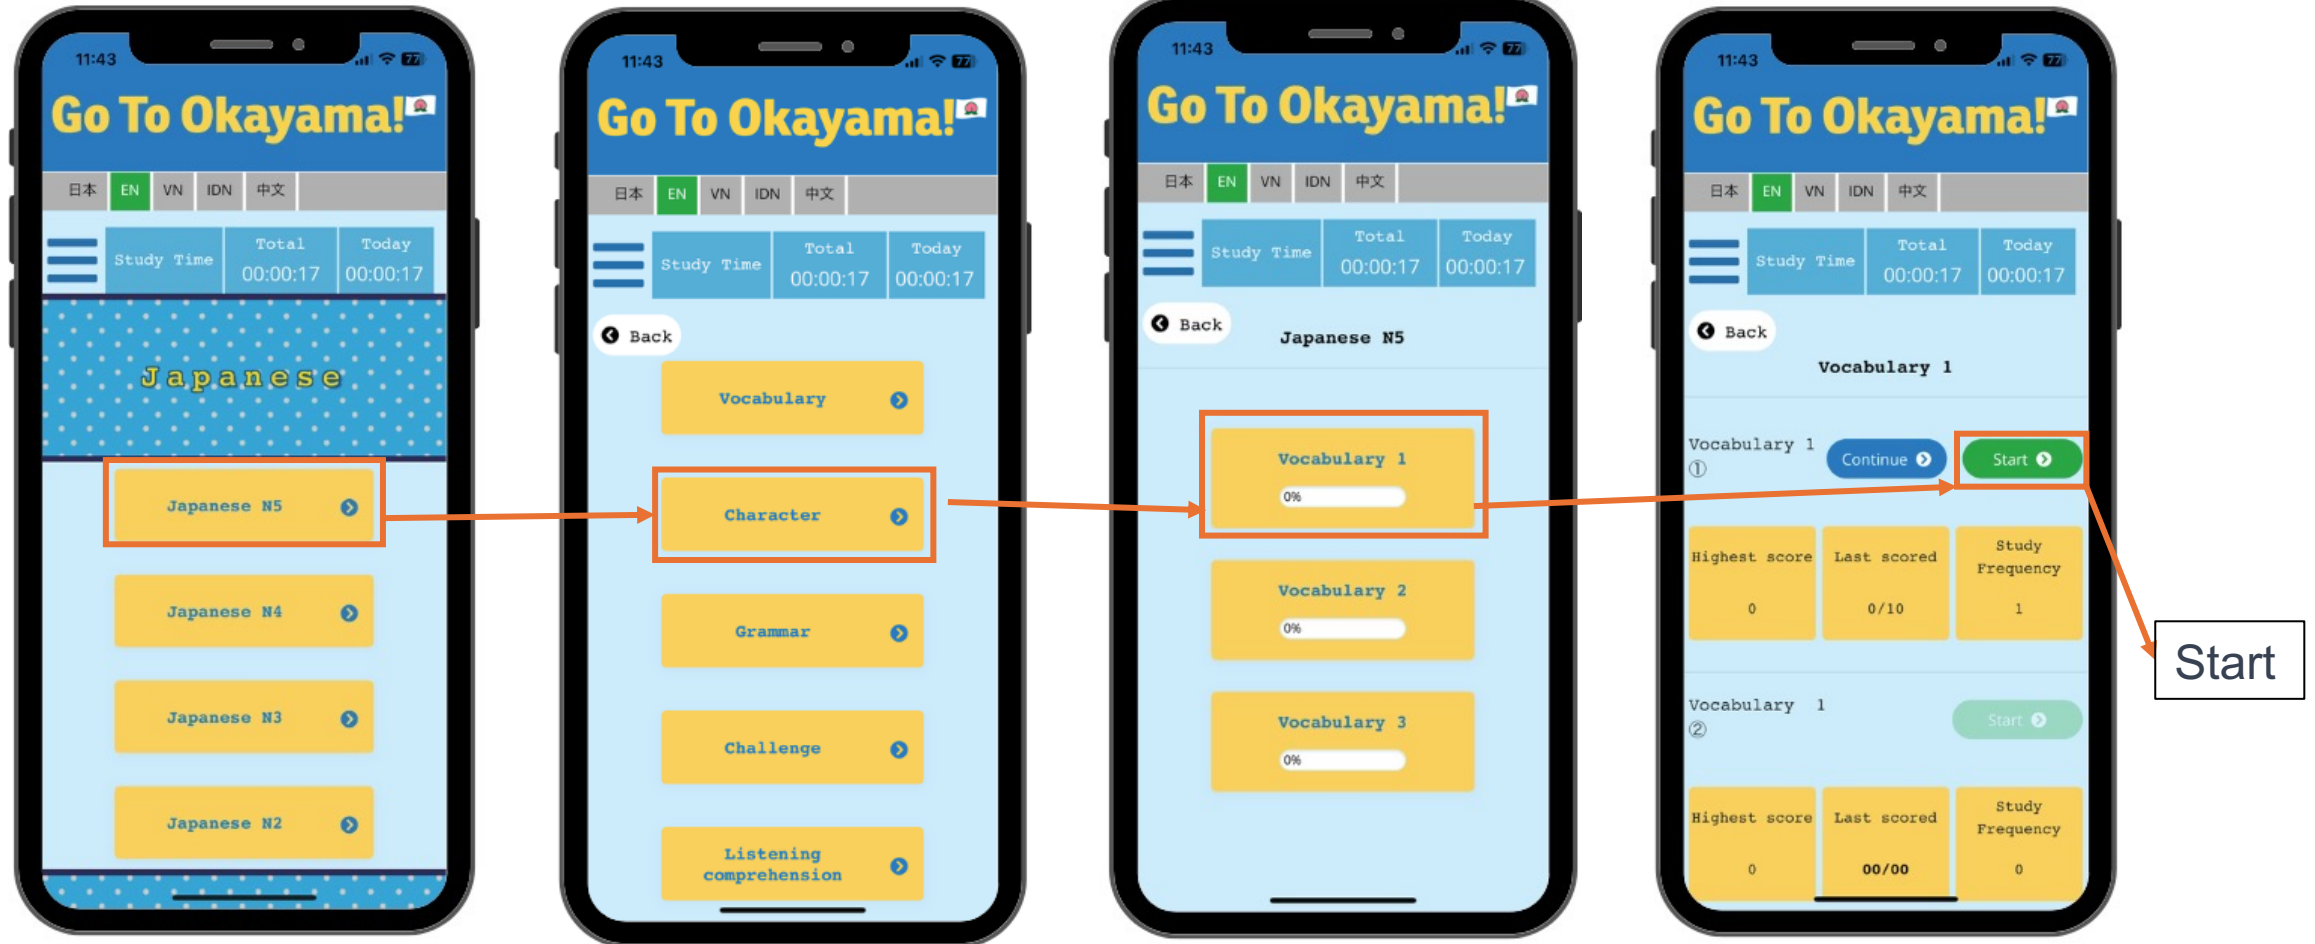 11:43
77
Go To Okayama!
日本 EN VN IDN 中文
Study Time
Total
00:00:17
Today
00:00:17
Japanese
Japanese N5
Japanese N4
Japanese N3
Japanese N2
11:43
77
Go To Okayama!
日本 EN VN IDN 中文
Study Time
Total
00:00:17
Today
00:00:17
Back
Vocabulary
Character
Grammar
Challenge
Listening
comprehension
11:43
77
Go To Okayama!
日本 EN VN IDN 中文
Study Time
Total
00:00:17
Today
00:00:17
Back
Japanese N5
Vocabulary 1
0%
Vocabulary 2
0%
Vocabulary 3
0%
11:43
77
Go To Okayama!
日本 EN VN IDN 中文
Study Time
Total
00:00:17
Today
00:00:17
Back
Vocabulary 1
Vocabulary 1
①
Continue
Start
Highest score
0
Last scored
0/10
Study
Frequency
1
Vocabulary 1
②
Start
Highest score
0
Last scored
00/00
Study
Frequency
0
Start